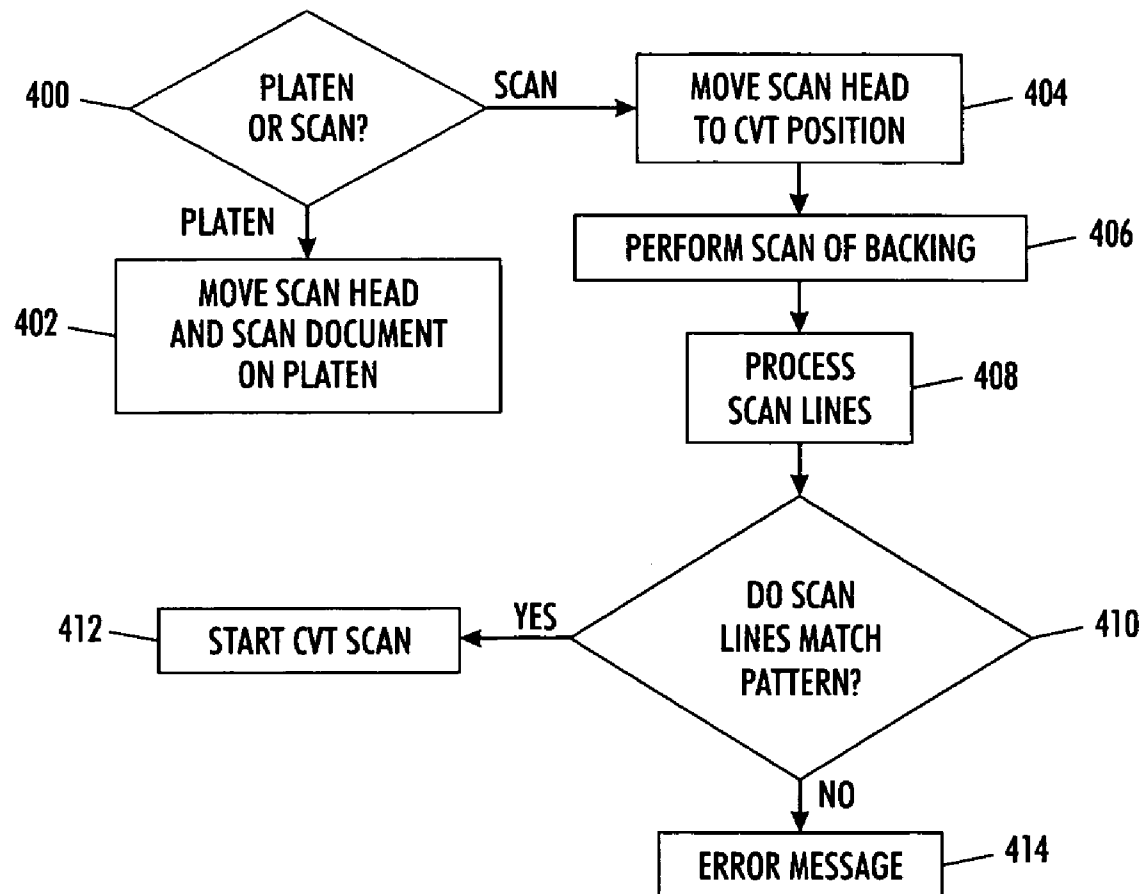 400
PLATEN
OR SCAN?
SCAN
MOVE SCAN HEAD
TO CVT POSITION
404
PLATEN
402
MOVE SCAN HEAD
AND SCAN DOCUMENT
ON PLATEN
PERFORM SCAN OF BACKING
406
PROCESS
SCAN LINES
408
DO SCAN
LINES MATCH
PATTERN?
410
YES
412
START CVT SCAN
NO
ERROR MESSAGE
414